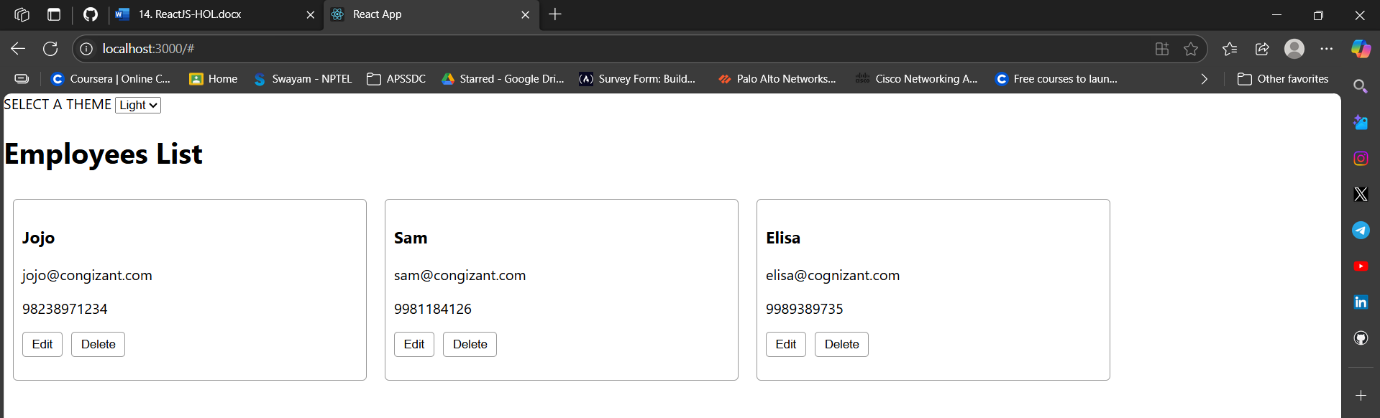 14. ReactJS-HOL.docx
React App
localhost:3000/#
Coursera | Online C...
Home
Swayam - NPTEL
APSSDC
Starred - Google Dri...
Survey Form: Build...
Palo Alto Networks...
Cisco Networking A...
Free courses to laun...
Other favorites
SELECT A THEME Light
Employees List
Jojo
jojo@congizant.com
98238971234
Edit Delete
Sam
sam@congizant.com
9981184126
Edit Delete
Elisa
elisa@cognizant.com
9989389735
Edit Delete